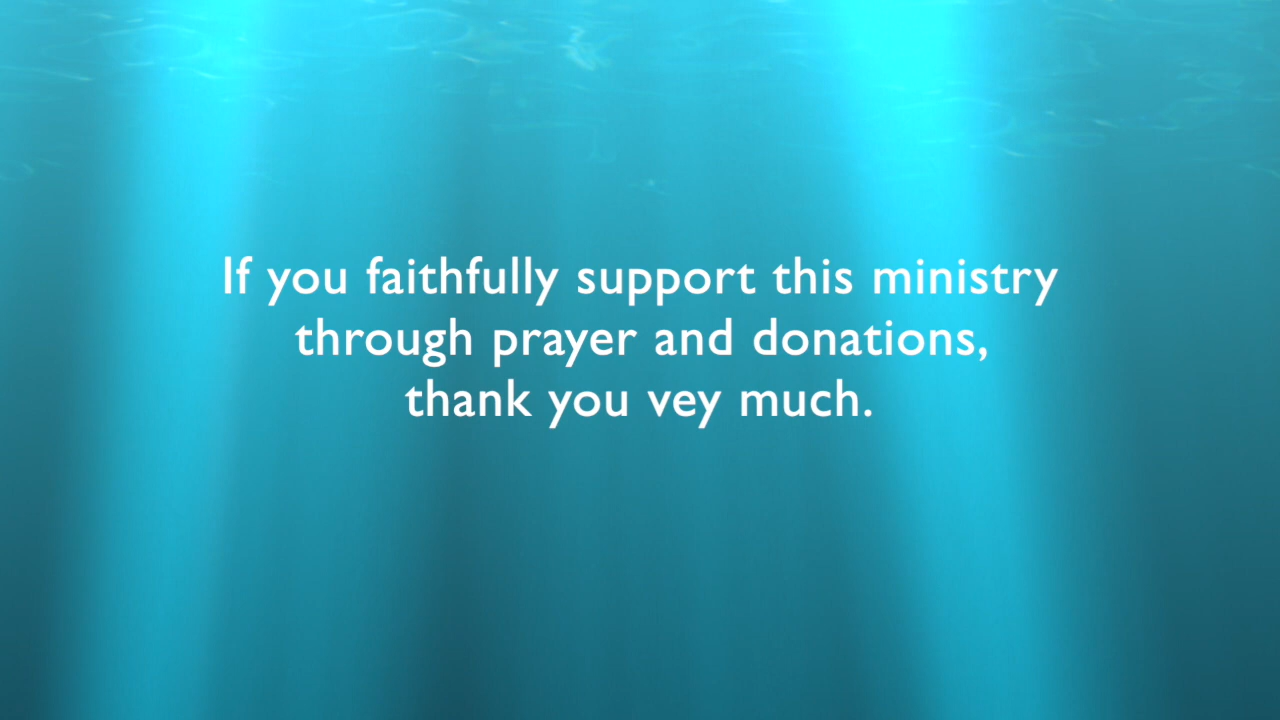 If you faithfully support this ministry
through prayer and donations,
thank you vey much.